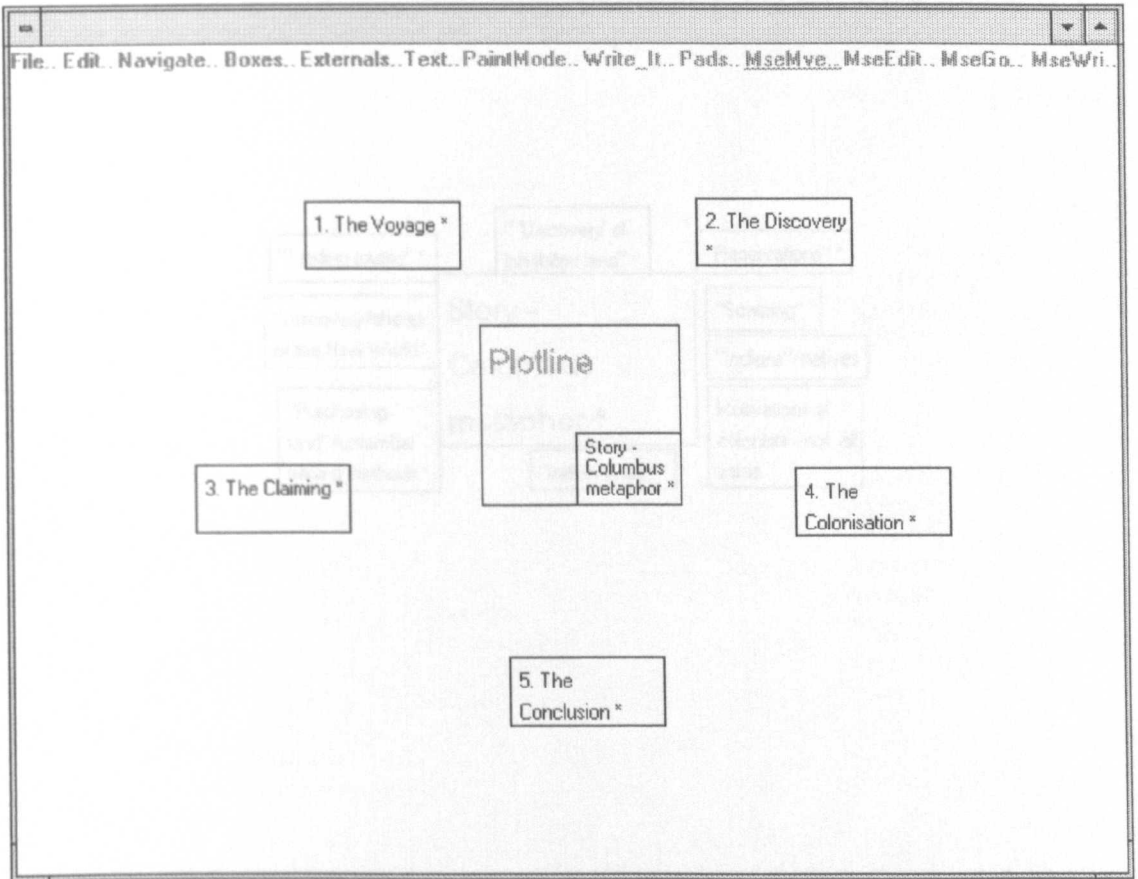 File.. Edit.. Navigate.. Boxes.. Externals.. Text.. PaintMode.. Write_It.. Pads.. MseMve.. MseEdit.. MseGo.. MseWri..
1. The Voyage *
2. The Discovery
*
Plotline
Story -
Columbus
metaphor *
3. The Claiming *
4. The
Colonisation *
5. The
Conclusion *